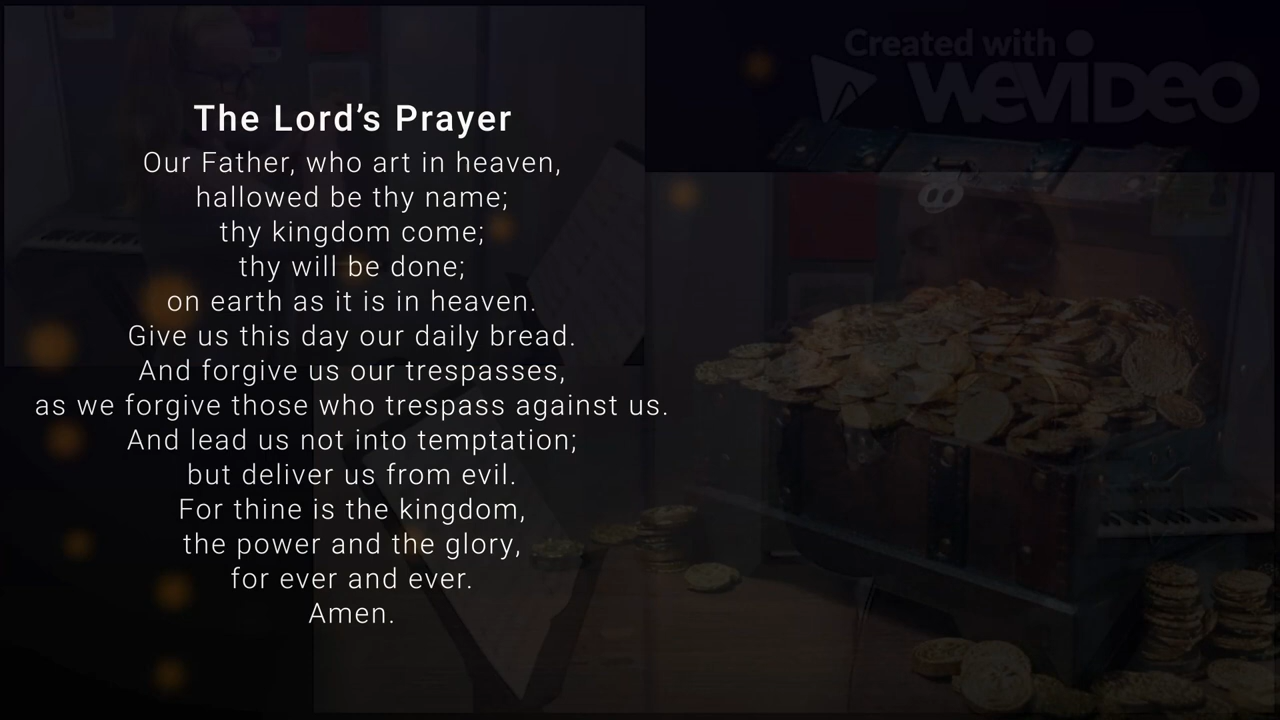 Created with
WEVIDEO
The Lord’s Prayer
Our Father, who art in heaven,
hallowed be thy name;
thy kingdom come;
thy will be done;
on earth as it is in heaven.
Give us this day our daily bread.
And forgive us our trespasses,
as we forgive those who trespass against us.
And lead us not into temptation;
but deliver us from evil.
For thine is the kingdom,
the power and the glory,
for ever and ever.
Amen.